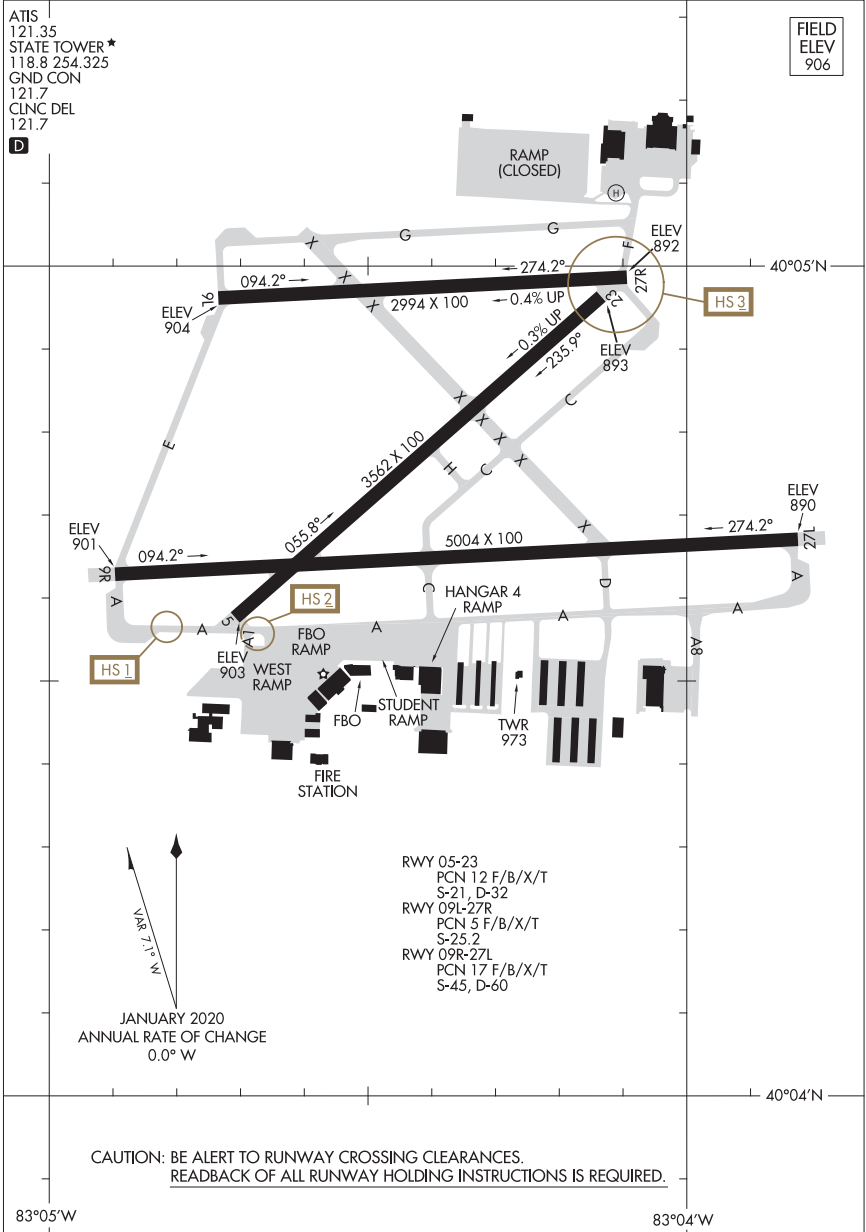 ATIS
121.35
STATE TOWER★
118.8 254.325
GND CON
121.7
CLNC DEL
121.7
D
FIELD
ELEV
906
RAMP
(CLOSED)
H
G
G
F
X
ELEV
892
40°05'N
094.2°
274.2°
27R
X
9L
2994 X 100
0.4% UP
X
23
HS 3
ELEV
904
0.3% UP
235.9°
ELEV
893
X
C
X
E
3562 X 100
X
X
H
C
ELEV
890
ELEV
901
055.8°
X
094.2°
5004 X 100
274.2°
27L
9R
A
C
D
A
HANGAR 4
RAMP
HS 2
5
A
A1
A
A
A
FBO
RAMP
A8
HS 1
ELEV
903
WEST
RAMP
FBO
STUDENT
RAMP
TWR
973
FIRE
STATION
RWY 05-23
PCN 12 F/B/X/T
S-21, D-32
RWY 09L-27R
PCN 5 F/B/X/T
S-25.2
RWY 09R-27L
PCN 17 F/B/X/T
S-45, D-60
VAR 7.1° W
JANUARY 2020
ANNUAL RATE OF CHANGE
0.0° W
40°04'N
CAUTION: BE ALERT TO RUNWAY CROSSING CLEARANCES.
READBACK OF ALL RUNWAY HOLDING INSTRUCTIONS IS REQUIRED.
83°05'W
83°04'W